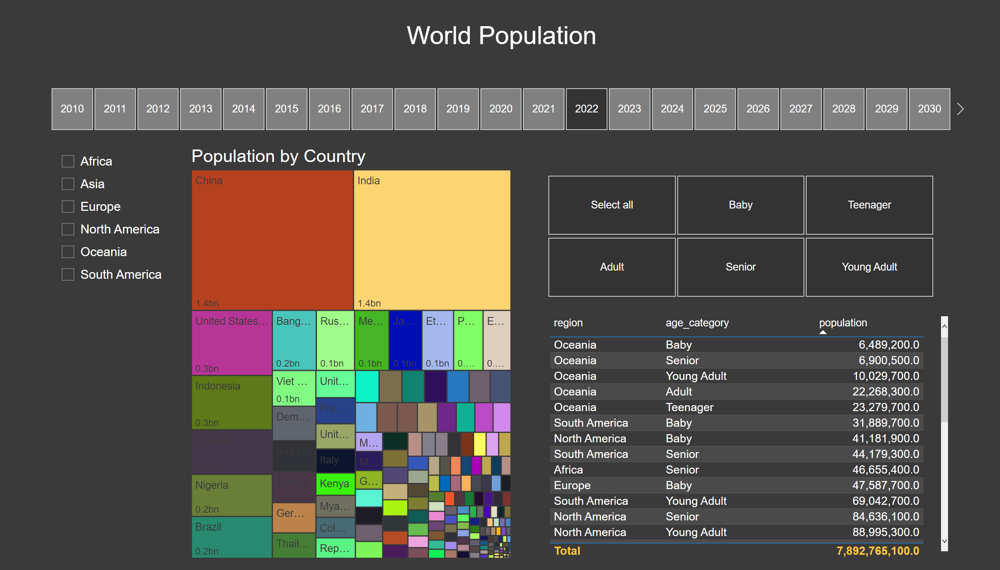 World Population
2010 2011 2012 2013 2014 2015 2016 2017 2018 2019 2020 2021 2022 2023 2024 2025 2026 2027 2028 2029 2030
Africa
Asia
Europe
North America
Oceania
South America
Population by Country
China
1.4bn
India
1.4bn
United States...
0.3bn
Indonesia
0.3bn
Pakistan
0.2bn
Nigeria
0.2bn
Brazil
0.2bn
Bang...
0.2bn
Rus...
0.1bn
Me...
0.1bn
Ja...
0.1bn
Et...
0.1bn
P...
0....
E...
0....
Viet ...
0.1bn
Dem...
Iran (...
Turkey
Ger...
Thail...
Unit...
Fra...
Unit...
Italy
Kenya
Mya...
Col...
Rep...
M...
M...
G...
Select all
Baby
Teenager
Adult
Senior
Young Adult
region age_category population
Oceania Baby 6,489,200.0
Oceania Senior 6,900,500.0
Oceania Young Adult 10,029,700.0
Oceania Adult 22,268,300.0
Oceania Teenager 23,279,700.0
South America Baby 31,889,700.0
North America Baby 41,181,900.0
South America Senior 44,179,300.0
Africa Senior 46,655,400.0
Europe Baby 47,587,700.0
South America Young Adult 69,042,700.0
North America Senior 84,636,100.0
North America Young Adult 88,995,300.0
Total 7,892,765,100.0